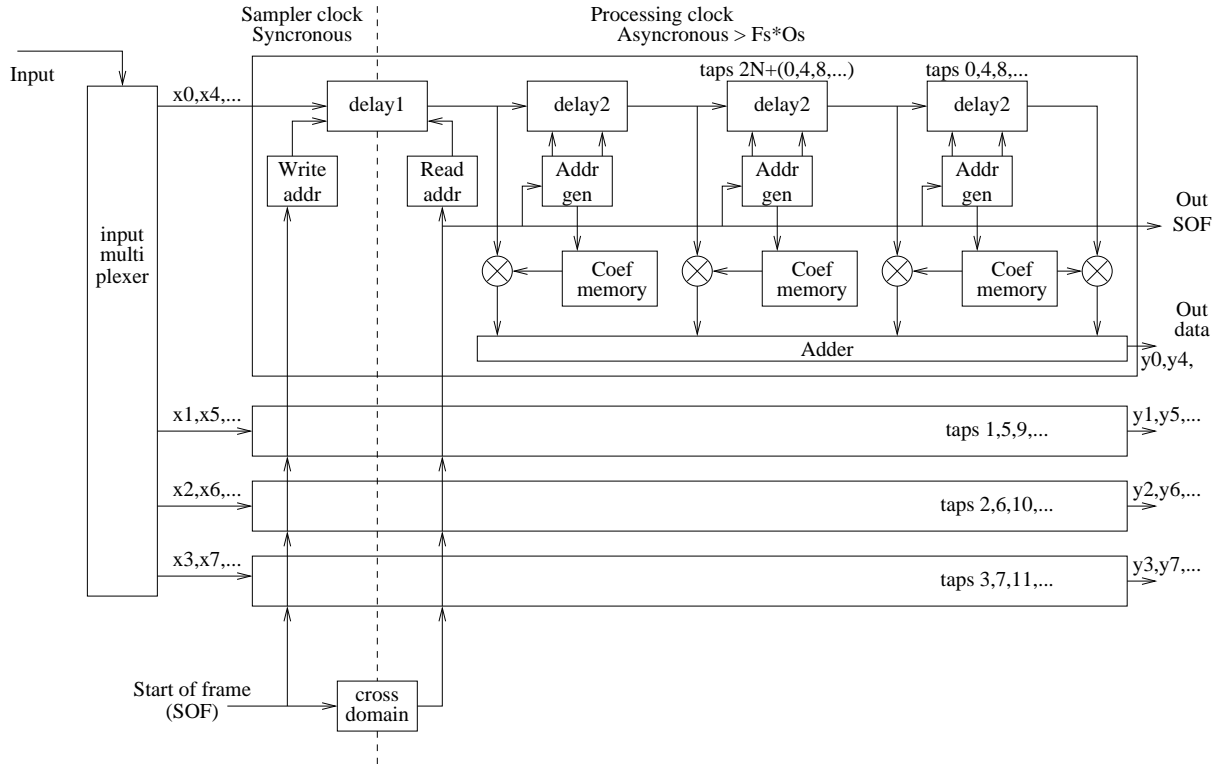 Sampler clock
Syncronous
Processing clock
Asyncronous > Fs*Os
Input
x0,x4,...
delay1
delay2
taps 2N+(0,4,8,...)
delay2
taps 0,4,8,...
delay2
Write
addr
Read
addr
Addr
gen
Addr
gen
Addr
gen
Out
SOF
input
multi
plexer
Coef
memory
Coef
memory
Coef
memory
Out
data
Adder
y0,y4,
x1,x5,...
taps 1,5,9,...
y1,y5,...
x2,x6,...
taps 2,6,10,...
y2,y6,...
x3,x7,...
taps 3,7,11,...
y3,y7,...
Start of frame
(SOF)
cross
domain